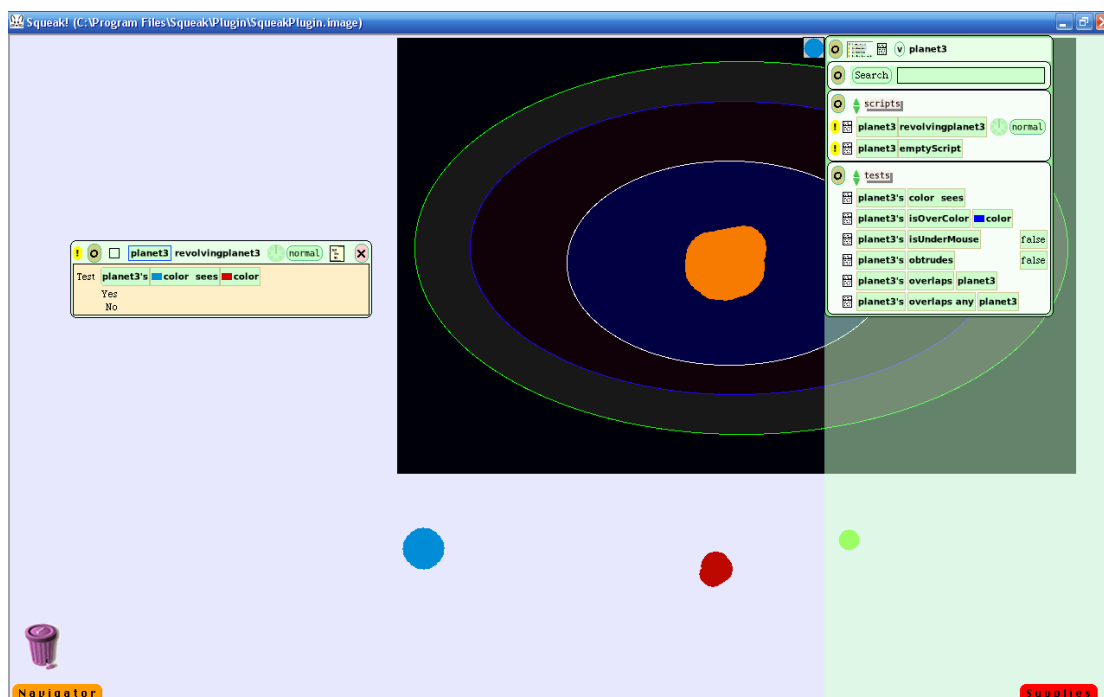 Squeak! (C:\Program Files\Squeak\Plugin\SqueakPlugin.image)
v planet3
Search
scripts
! planet3 revolvingplanet3 normal
! planet3 emptyScript
tests
planet3's color sees
planet3's isOverColor color
planet3's isUnderMouse false
planet3's obtrudes false
planet3's overlaps planet3
planet3's overlaps any planet3
! planet3 revolvingplanet3 normal
Test planet3's color sees color
Yes
No
Navigator
Supplies